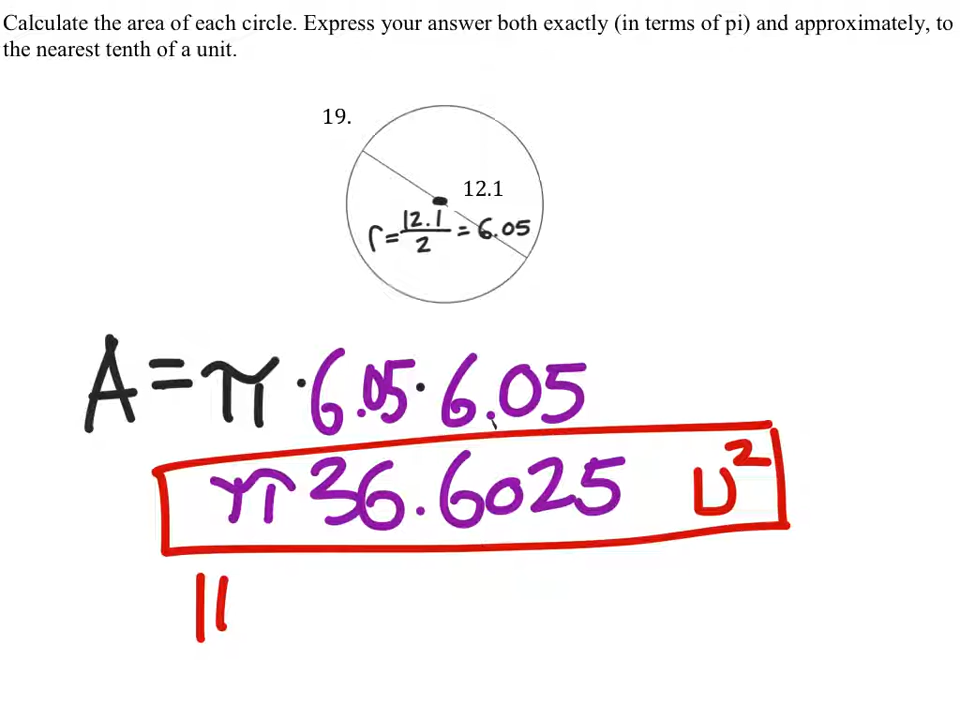 Calculate the area of each circle. Express your answer both exactly (in terms of pi) and approximately, to
the nearest tenth of a unit.
19.
12.1
r = 12.1/2 = 6.05
A = π · 6.05 · 6.05
π 36.6025 U²
11